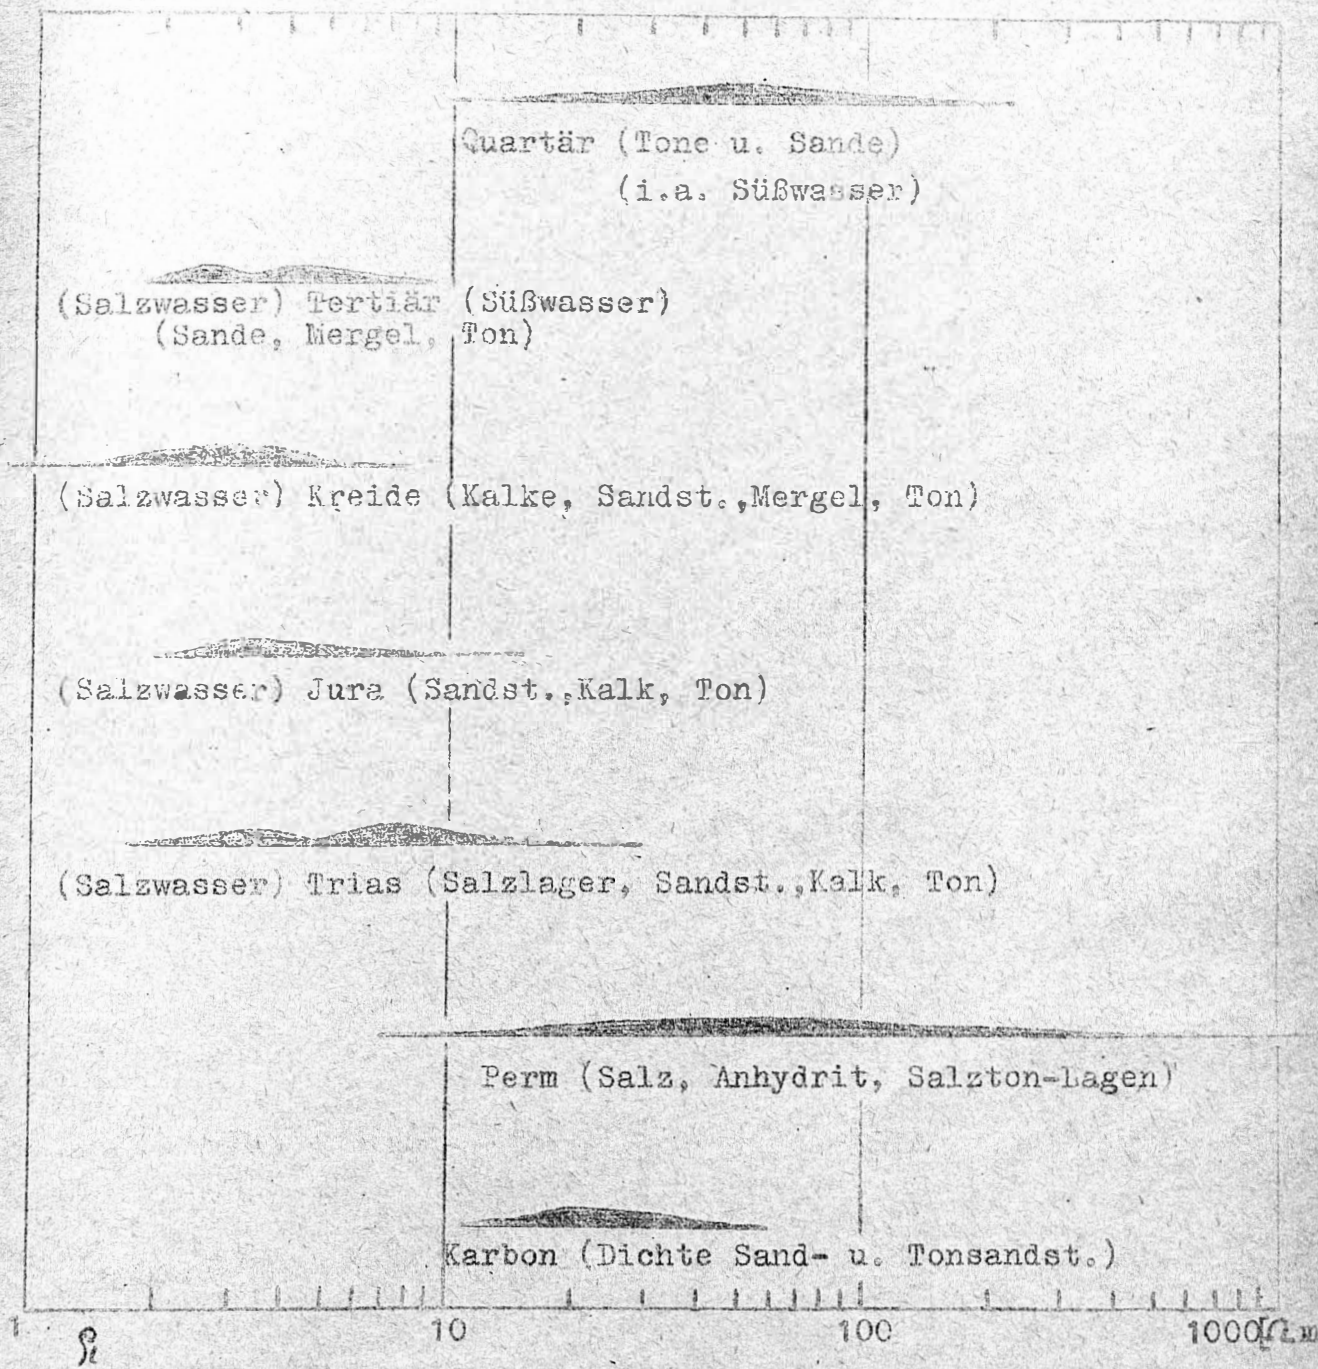 Quartär (Tone u. Sande)
(i.a. Süßwasser)
(Salzwasser) Tertiär (Süßwasser)
(Sande, Mergel, Ton)
(Salzwasser) Kreide (Kalke, Sandst.,Mergel, Ton)
(Salzwasser) Jura (Sandst.,Kalk, Ton)
(Salzwasser) Trias (Salzlager, Sandst.,Kalk, Ton)
Perm (Salz, Anhydrit, Salzton-Lagen)
Karbon (Dichte Sand- u. Tonsandst.)
1 10 100 1000